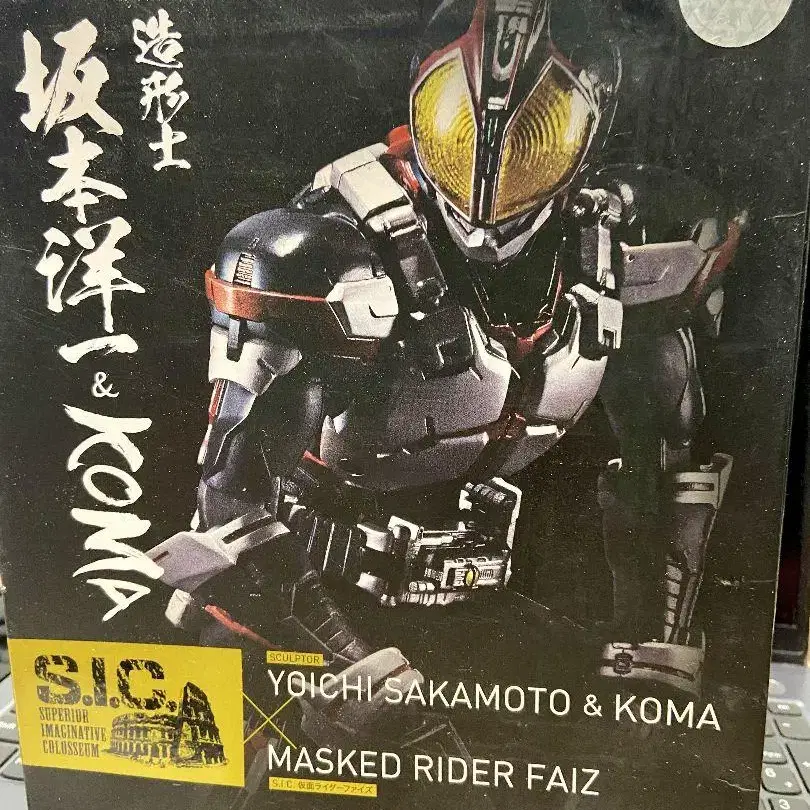 造形士
坂本洋一 & KOMA
S.I.C.
SUPERIOR
IMAGINATIVE
COLOSSEUM
SCULPTOR
YOICHI SAKAMOTO & KOMA
×
MASKED RIDER FAIZ
S.I.C. 仮面ライダーファイズ